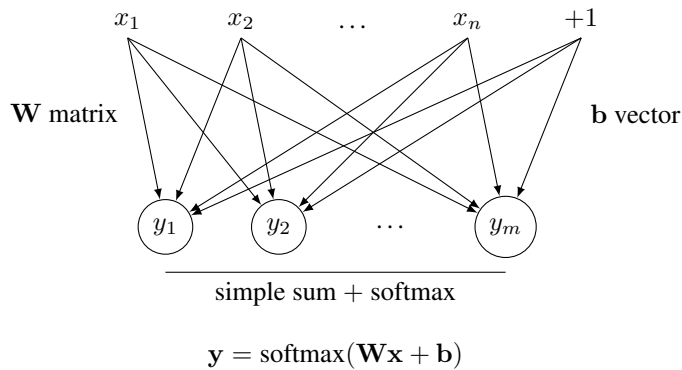 x₁ x₂ … xₙ +1
W matrix b vector
y₁ y₂ … yₘ
simple sum + softmax
y = softmax(Wx + b)